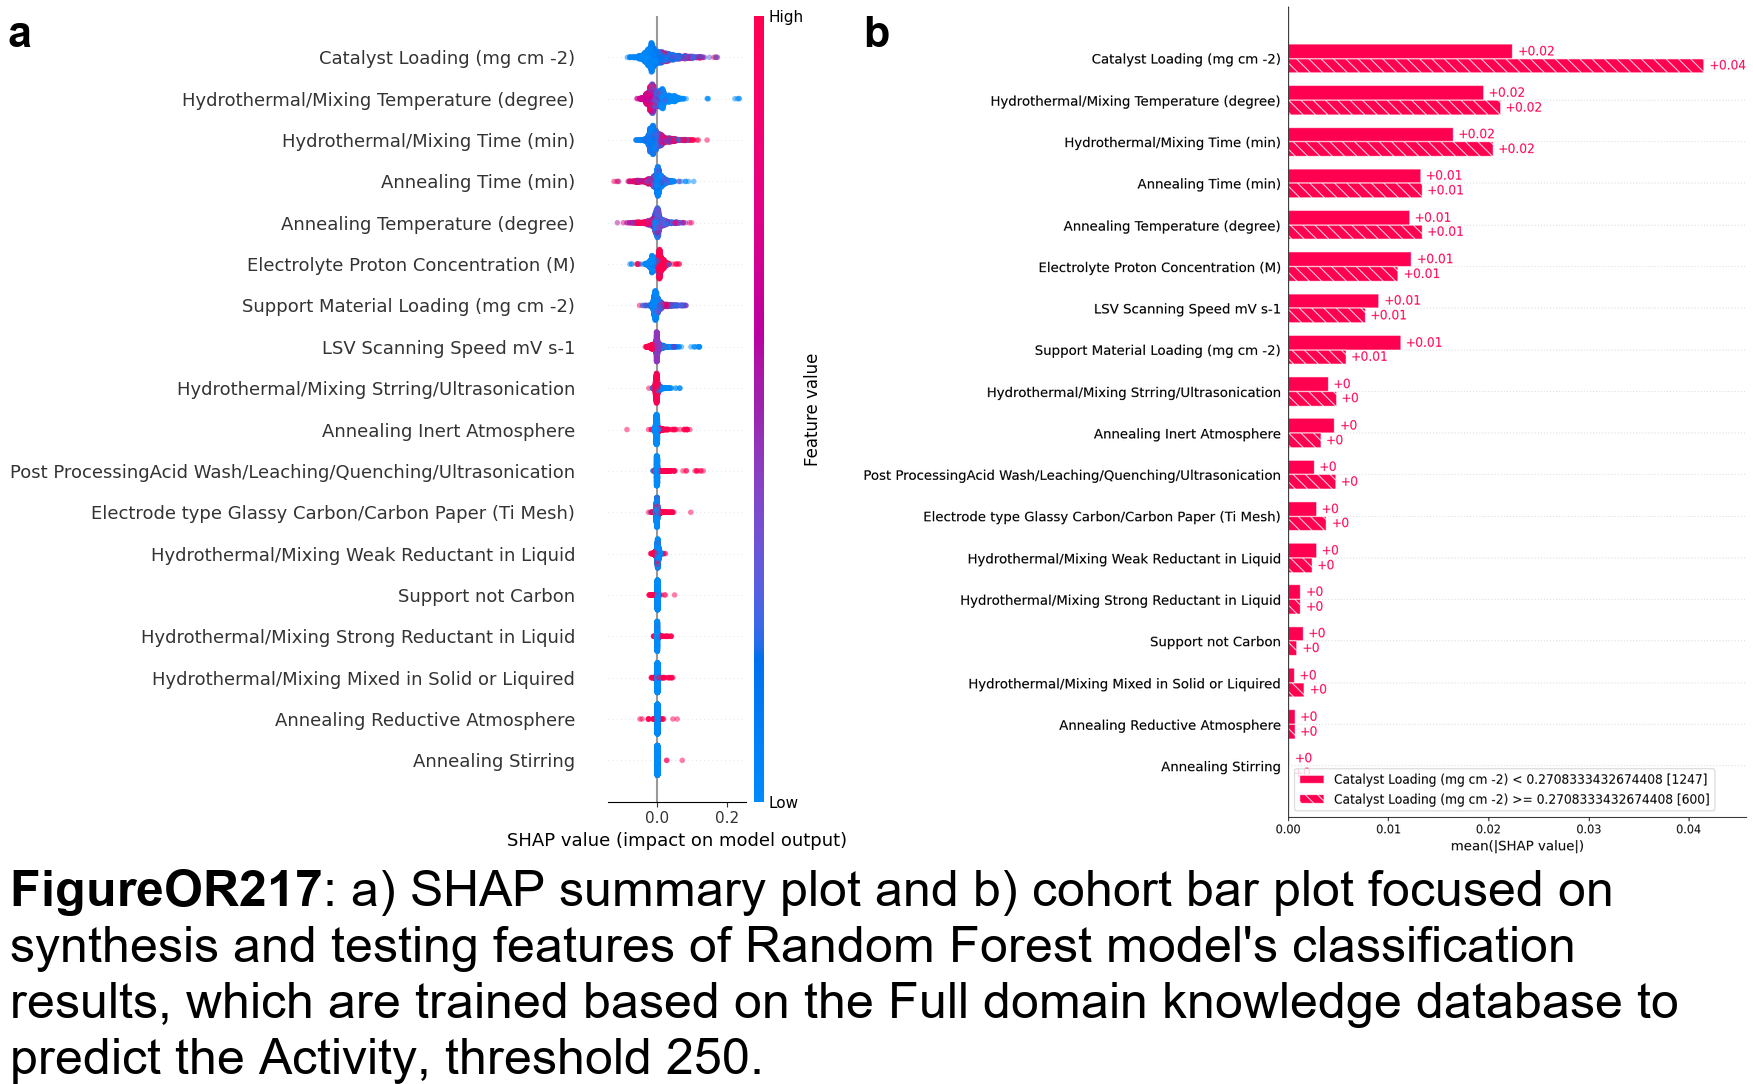 a
High
Catalyst Loading (mg cm -2)
Hydrothermal/Mixing Temperature (degree)
Hydrothermal/Mixing Time (min)
Annealing Time (min)
Annealing Temperature (degree)
Electrolyte Proton Concentration (M)
Support Material Loading (mg cm -2)
LSV Scanning Speed mV s-1
Hydrothermal/Mixing Strring/Ultrasonication
Annealing Inert Atmosphere
Post ProcessingAcid Wash/Leaching/Quenching/Ultrasonication
Electrode type Glassy Carbon/Carbon Paper (Ti Mesh)
Hydrothermal/Mixing Weak Reductant in Liquid
Support not Carbon
Hydrothermal/Mixing Strong Reductant in Liquid
Hydrothermal/Mixing Mixed in Solid or Liquired
Annealing Reductive Atmosphere
Annealing Stirring
Feature value
Low
0.0 0.2
SHAP value (impact on model output)
b
Catalyst Loading (mg cm -2) +0.02
+0.04
Hydrothermal/Mixing Temperature (degree) +0.02
+0.02
Hydrothermal/Mixing Time (min) +0.02
+0.02
Annealing Time (min) +0.01
+0.01
Annealing Temperature (degree) +0.01
+0.01
Electrolyte Proton Concentration (M) +0.01
+0.01
LSV Scanning Speed mV s-1 +0.01
+0.01
Support Material Loading (mg cm -2) +0.01
+0.01
Hydrothermal/Mixing Strring/Ultrasonication +0
+0
Annealing Inert Atmosphere +0
+0
Post ProcessingAcid Wash/Leaching/Quenching/Ultrasonication +0
+0
Electrode type Glassy Carbon/Carbon Paper (Ti Mesh) +0
+0
Hydrothermal/Mixing Weak Reductant in Liquid +0
+0
Hydrothermal/Mixing Strong Reductant in Liquid +0
+0
Support not Carbon +0
+0
Hydrothermal/Mixing Mixed in Solid or Liquired +0
+0
Annealing Reductive Atmosphere +0
+0
Annealing Stirring +0
Catalyst Loading (mg cm -2) < 0.2708333432674408 [1247]
Catalyst Loading (mg cm -2) >= 0.2708333432674408 [600]
0.00 0.01 0.02 0.03 0.04
mean(|SHAP value|)
FigureOR217: a) SHAP summary plot and b) cohort bar plot focused on
synthesis and testing features of Random Forest model's classification
results, which are trained based on the Full domain knowledge database to
predict the Activity, threshold 250.